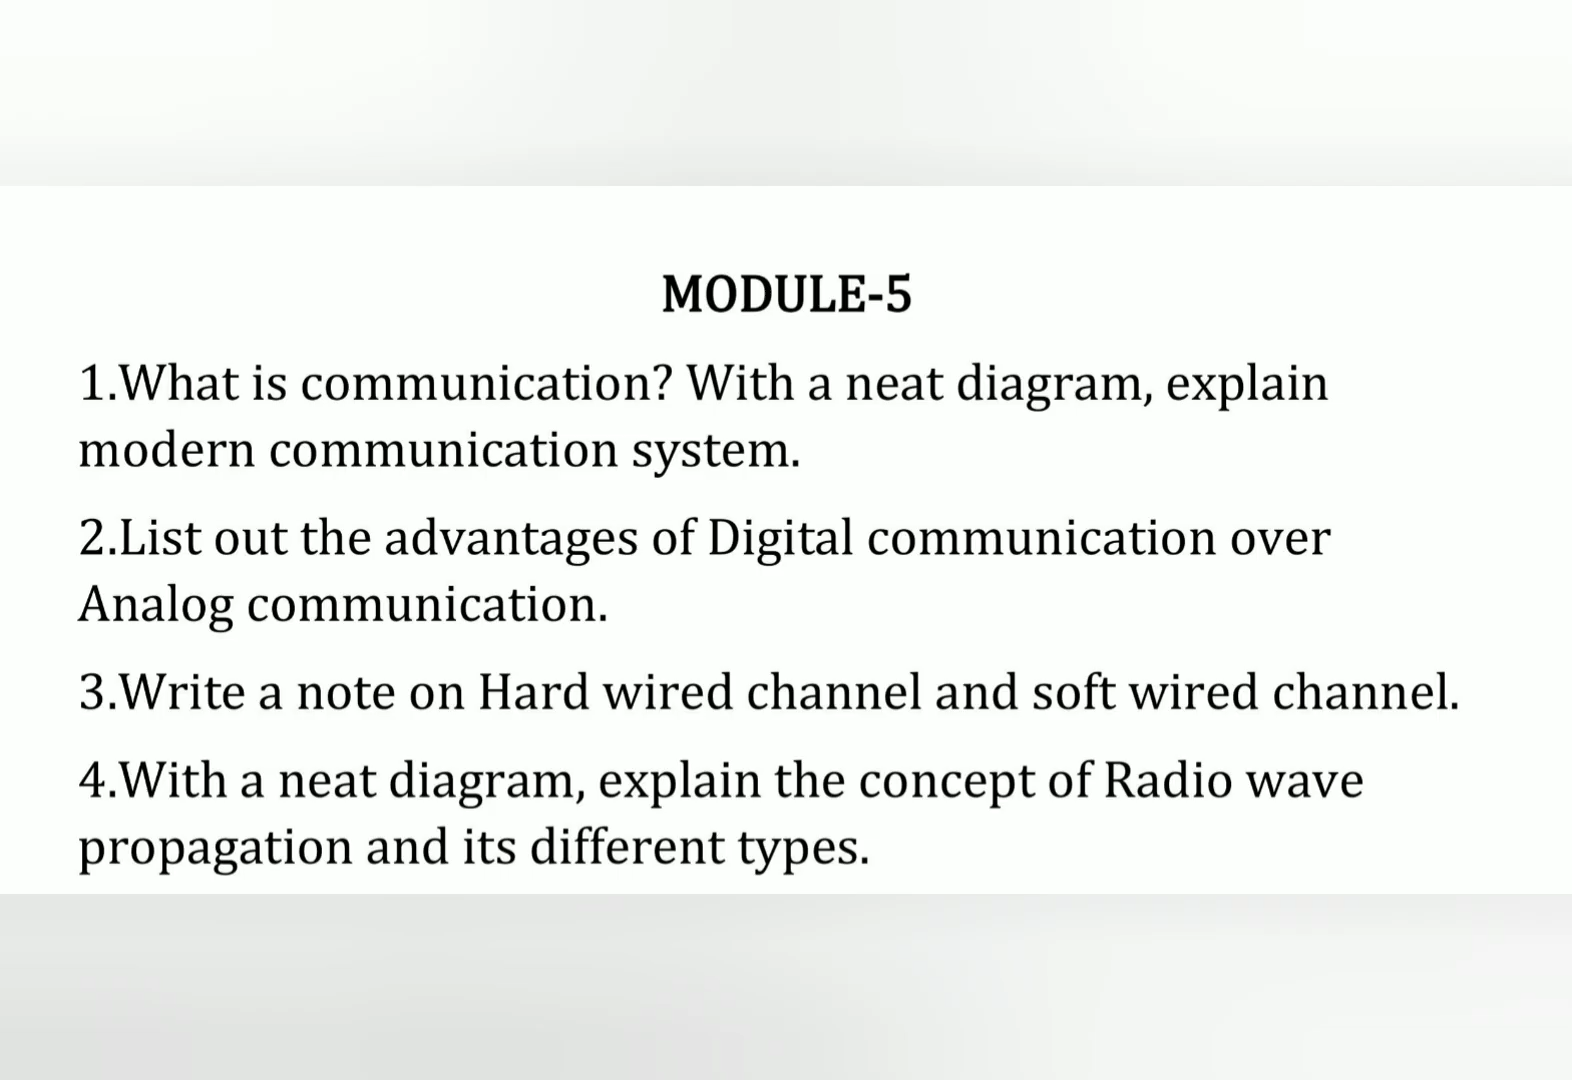 MODULE-5
1.What is communication? With a neat diagram, explain
modern communication system.
2.List out the advantages of Digital communication over
Analog communication.
3.Write a note on Hard wired channel and soft wired channel.
4.With a neat diagram, explain the concept of Radio wave
propagation and its different types.